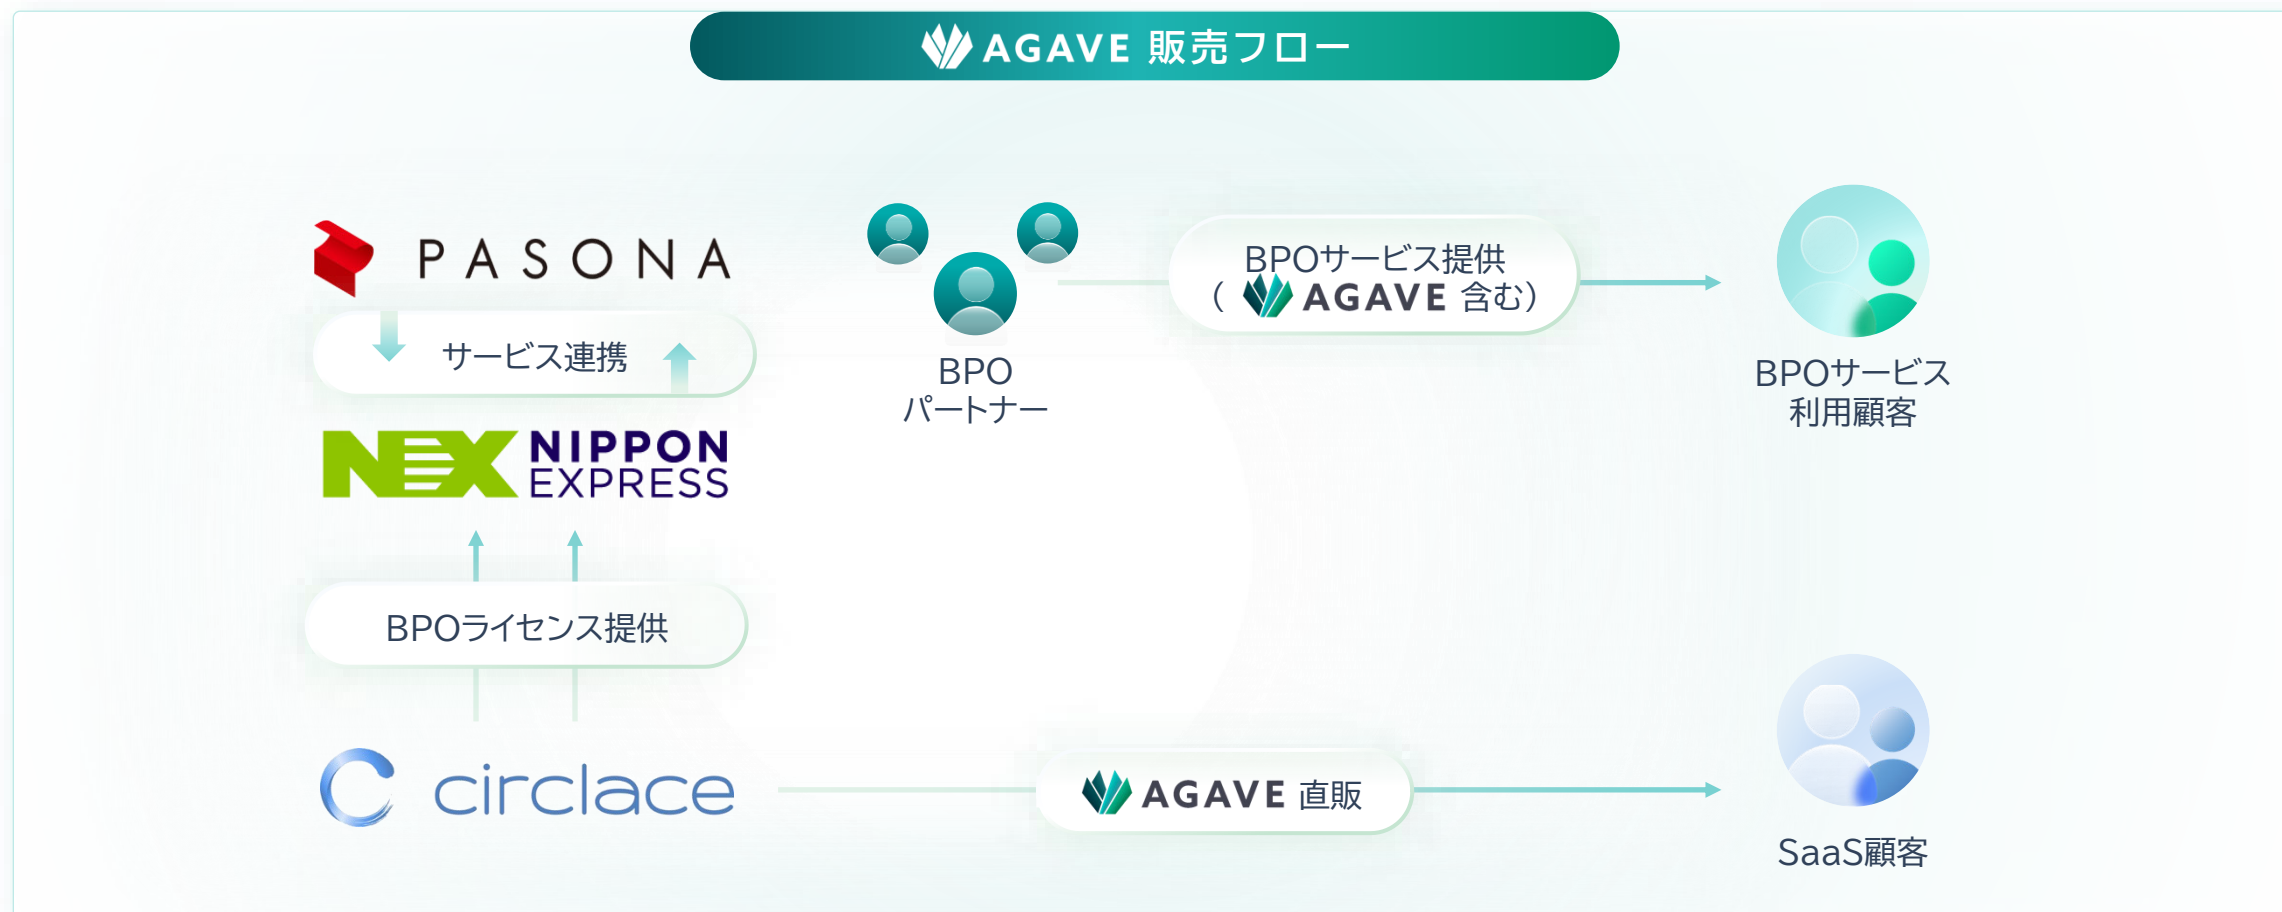 AGAVE 販売フロー
PASONA
サービス連携
NEX NIPPON
EXPRESS
BPOライセンス提供
circlace
BPO
パートナー
BPOサービス提供
( AGAVE 含む)
BPOサービス
利用顧客
AGAVE 直販
SaaS顧客